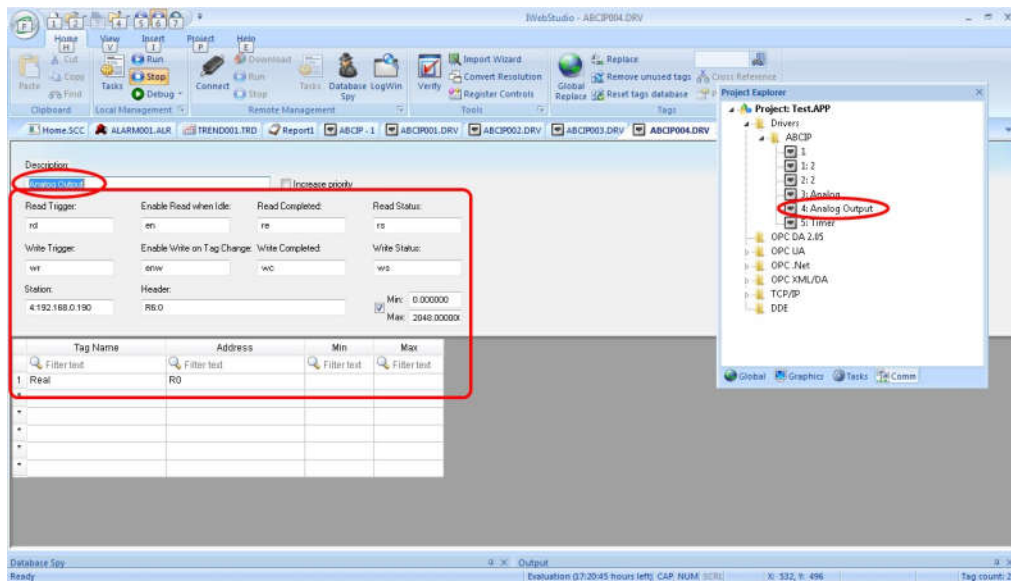 IWebStudio - ABCIP004.DRV
F 1 2 3 4 5 6 7
Home View Insert Project Help
H V I P E
Paste Cut Copy Find
Tasks Run Stop Debug
Connect Download Run Stop Tasks Database Spy LogWin
Verify Import Wizard Convert Resolution Register Controls
Global Replace Replace Remove unused tags Reset tags database Cross Reference
Clipboard Local Management Remote Management Tools Tags
Home.SCC ALARM001.ALR TREND001.TRD Report1 ABCIP - 1 ABCIP001.DRV ABCIP002.DRV ABCIP003.DRV ABCIP004.DRV
Description:
Analog Output Increase priority
Read Trigger: Enable Read when Idle: Read Completed: Read Status:
rd en re rs
Write Trigger: Enable Write on Tag Change: Write Completed: Write Status:
wr enw wc ws
Station: Header:
4:192.168.0.190 R6:0 Min: 0.000000
Max: 2048.00000
Tag Name Address Min Max
Filter text Filter text Filter text Filter text
1 Real R0
Project Explorer
Project: Test.APP
Drivers
ABCIP
1
1: 2
2: 2
3: Analog
4: Analog Output
5: Timer
OPC DA 2.05
OPC UA
OPC .Net
OPC XML/DA
TCP/IP
DDE
Global Graphics Tasks Comm
Database Spy Output
Ready Evaluation (17:20:45 hours left) CAP NUM SCRL X: 532, Y: 496 Tag count: 2